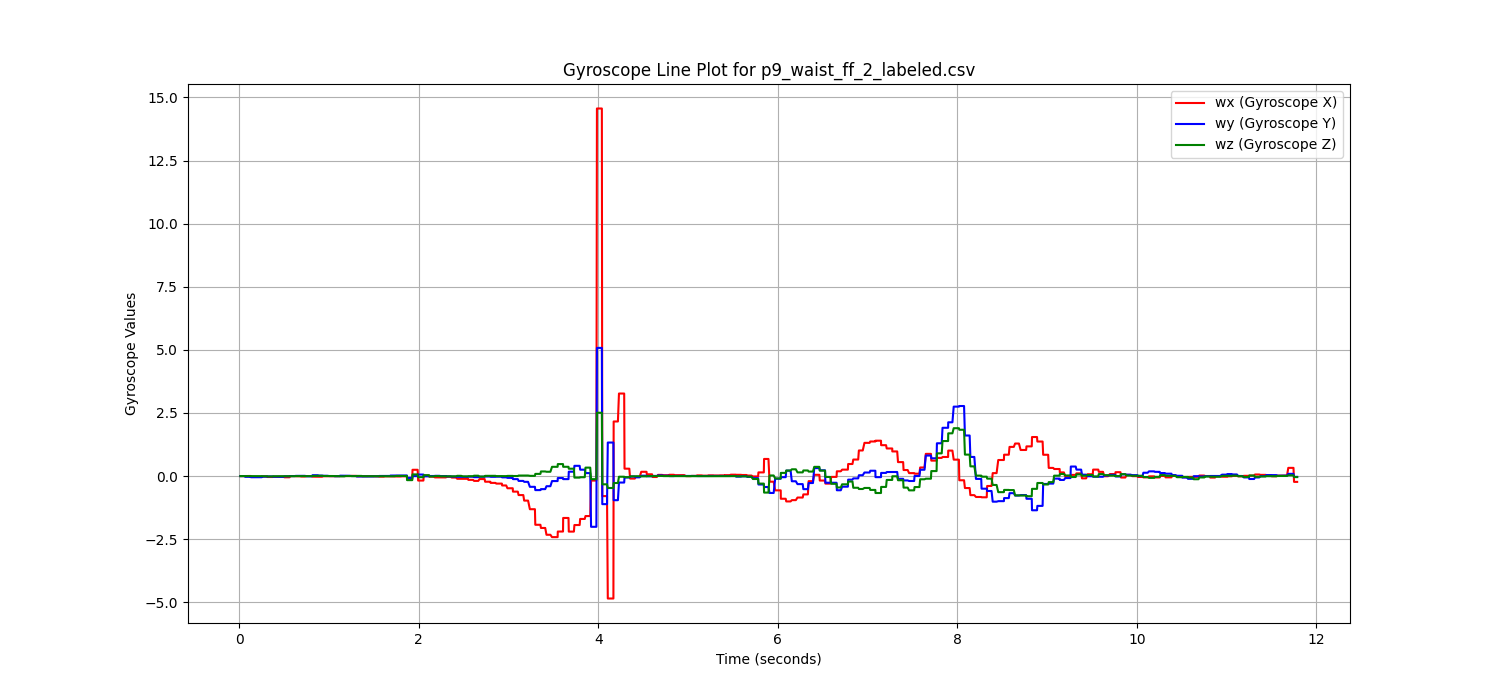 Gyroscope Line Plot for p9_waist_ff_2_labeled.csv
15.0
12.5
10.0
7.5
5.0
2.5
0.0
−2.5
−5.0
Gyroscope Values
wx (Gyroscope X)
wy (Gyroscope Y)
wz (Gyroscope Z)
0 2 4 6 8 10 12
Time (seconds)